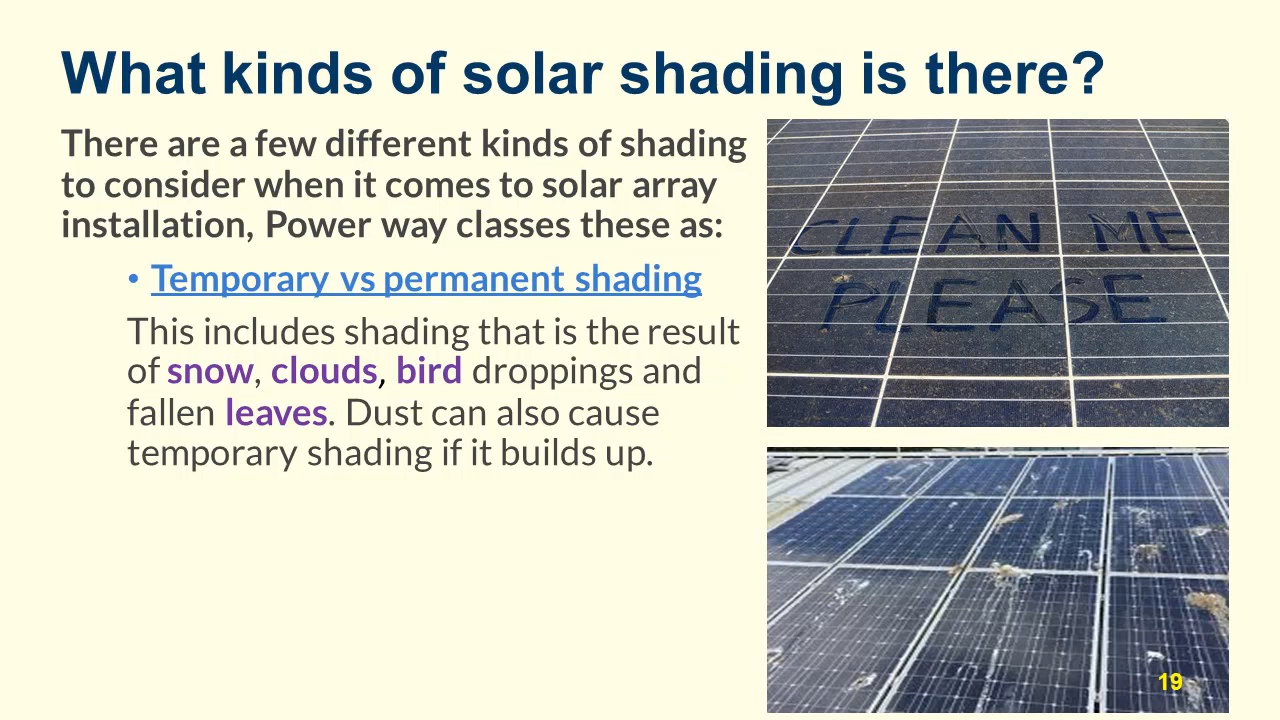 What kinds of solar shading is there?
There are a few different kinds of shading
to consider when it comes to solar array
installation, Power way classes these as:
• Temporary vs permanent shading
This includes shading that is the result
of snow, clouds, bird droppings and
fallen leaves. Dust can also cause
temporary shading if it builds up.
CLEAN ME
PLEASE
19